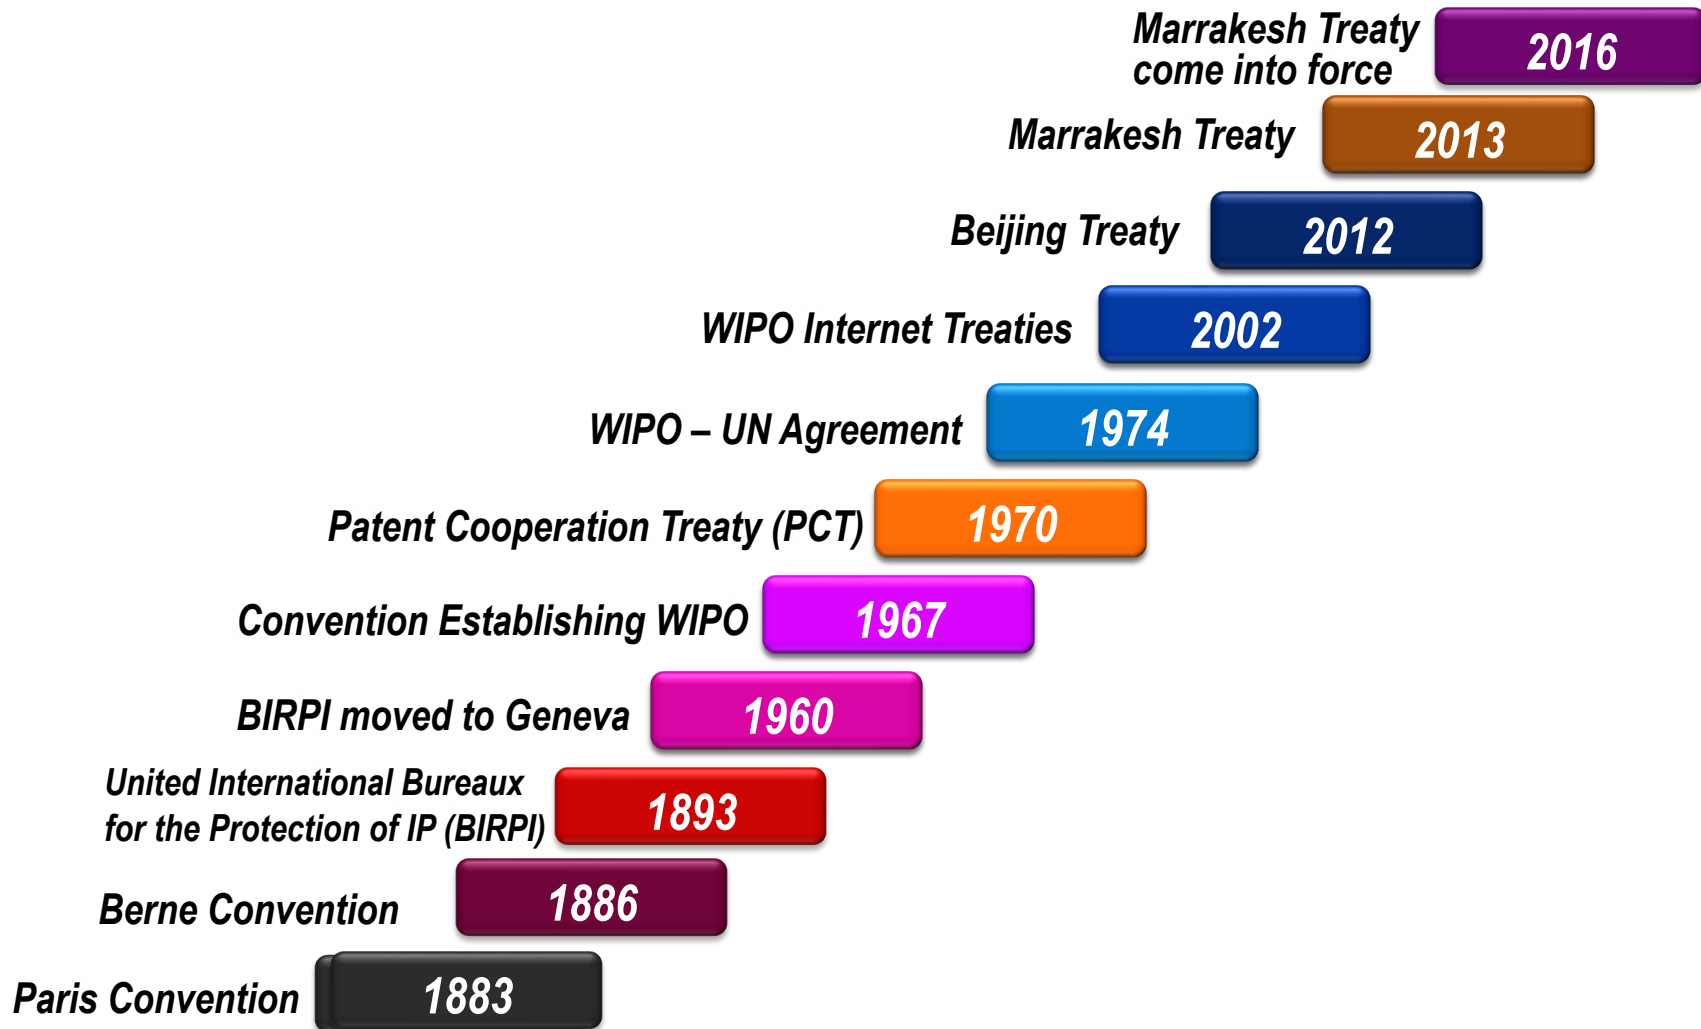 Marrakesh Treaty
come into force
2016
Marrakesh Treaty
2013
Beijing Treaty
2012
WIPO Internet Treaties
2002
WIPO – UN Agreement
1974
Patent Cooperation Treaty (PCT)
1970
Convention Establishing WIPO
1967
BIRPI moved to Geneva
1960
United International Bureaux
for the Protection of IP (BIRPI)
1893
Berne Convention
1886
Paris Convention
1883